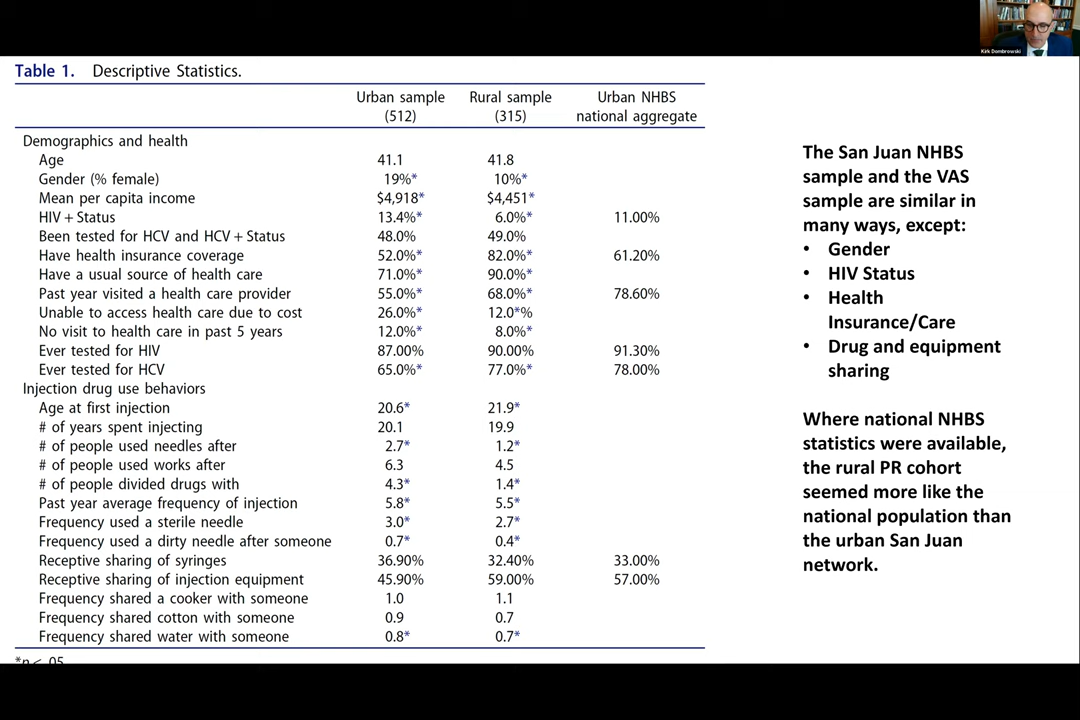 Kirk Dombrowski
Table 1. Descriptive Statistics.
Urban sample Rural sample Urban NHBS
(512) (315) national aggregate
Demographics and health
Age 41.1 41.8
Gender (% female) 19%* 10%*
Mean per capita income $4,918* $4,451*
HIV + Status 13.4%* 6.0%* 11.00%
Been tested for HCV and HCV + Status 48.0% 49.0%
Have health insurance coverage 52.0%* 82.0%* 61.20%
Have a usual source of health care 71.0%* 90.0%*
Past year visited a health care provider 55.0%* 68.0%* 78.60%
Unable to access health care due to cost 26.0%* 12.0*%
No visit to health care in past 5 years 12.0%* 8.0%*
Ever tested for HIV 87.00% 90.00% 91.30%
Ever tested for HCV 65.0%* 77.0%* 78.00%
Injection drug use behaviors
Age at first injection 20.6* 21.9*
# of years spent injecting 20.1 19.9
# of people used needles after 2.7* 1.2*
# of people used works after 6.3 4.5
# of people divided drugs with 4.3* 1.4*
Past year average frequency of injection 5.8* 5.5*
Frequency used a sterile needle 3.0* 2.7*
Frequency used a dirty needle after someone 0.7* 0.4*
Receptive sharing of syringes 36.90% 32.40% 33.00%
Receptive sharing of injection equipment 45.90% 59.00% 57.00%
Frequency shared a cooker with someone 1.0 1.1
Frequency shared cotton with someone 0.9 0.7
Frequency shared water with someone 0.8* 0.7*
*p < .05
The San Juan NHBS
sample and the VAS
sample are similar in
many ways, except:
• Gender
• HIV Status
• Health
Insurance/Care
• Drug and equipment
sharing
Where national NHBS
statistics were available,
the rural PR cohort
seemed more like the
national population than
the urban San Juan
network.